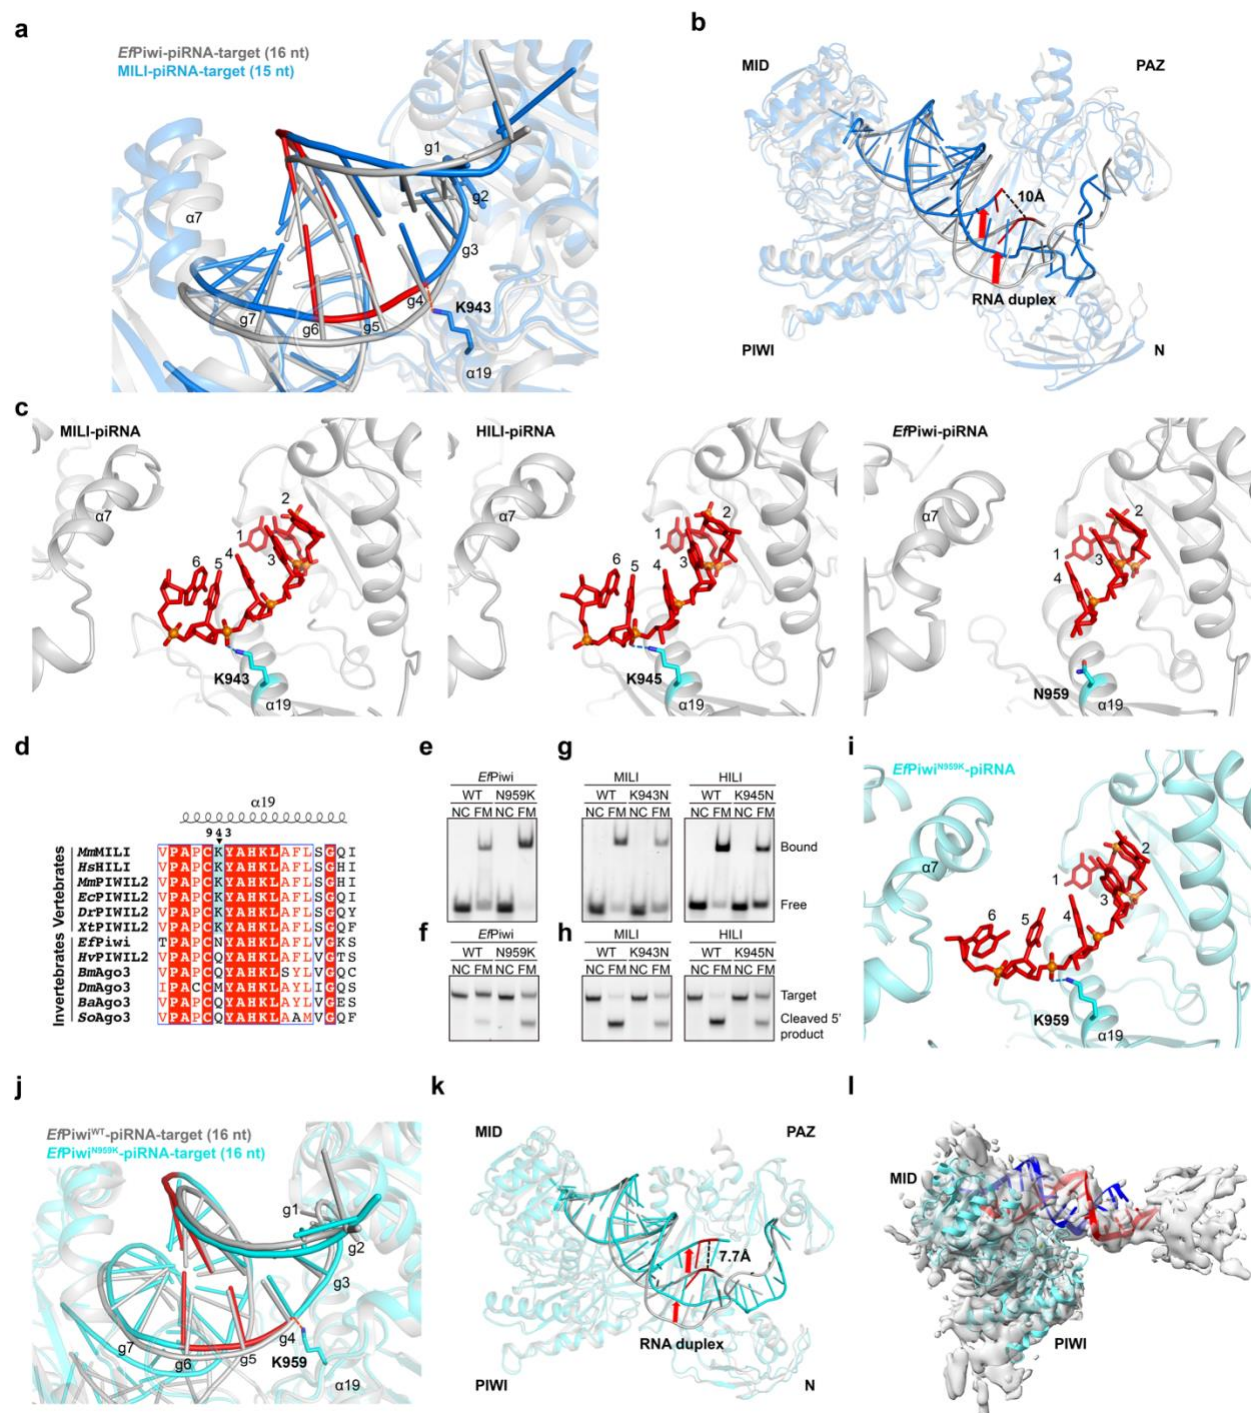 a
EfPiwi-piRNA-target (16 nt)
MILI-piRNA-target (15 nt)
α7
g1
g2
g3
g4
g5
g6
g7
K943
α19
b
MID
PAZ
10Å
RNA duplex
PIWI
N
c
MILI-piRNA
α7
1
2
3
4
5
6
K943
α19
HILI-piRNA
α7
1
2
3
4
5
6
K945
α19
EfPiwi-piRNA
α7
1
2
3
4
N959
α19
d
α19
943
Vertebrates
MmMILI VPAPCKYAHKLAFLSGQI
HsHILI VPAPCKYAHKLAFLSGHI
MmPIWIL2 VPAPCKYAHKLAFLSGHI
EcPIWIL2 VPAPCKYAHKLAFLSGHI
DrPIWIL2 VPAPCKYAHKLAFLSGQY
XtPIWIL2 VPAPCKYAHKLAFLSGQF
Invertebrates
EfPiwi TPAPCNYAHKLAFLVGKS
HvPIWIL2 VPAPCQYAHKLAFLVGTS
BmAgo3 VPAPCQYAHKLSYLVGQC
DmAgo3 IPACCMYAHKLAYLIGQS
BaAgo3 VPAPCQYAHKLAYLVGES
SoAgo3 VPAPCQYAHKLAAMVGQF
e
EfPiwi
WT N959K
NC FM NC FM
g
MILI
WT K943N
NC FM NC FM
HILI
WT K945N
NC FM NC FM
Bound
Free
f
EfPiwi
WT N959K
NC FM NC FM
h
MILI
WT K943N
NC FM NC FM
HILI
WT K945N
NC FM NC FM
Target
Cleaved 5'
product
i
EfPiwiN959K-piRNA
α7
1
2
3
4
5
6
K959
α19
j
EfPiwiWT-piRNA-target (16 nt)
EfPiwiN959K-piRNA-target (16 nt)
g1
g2
g3
g4
g5
g6
g7
K959
α19
k
MID
PAZ
7.7Å
RNA duplex
PIWI
N
l
MID
PIWI